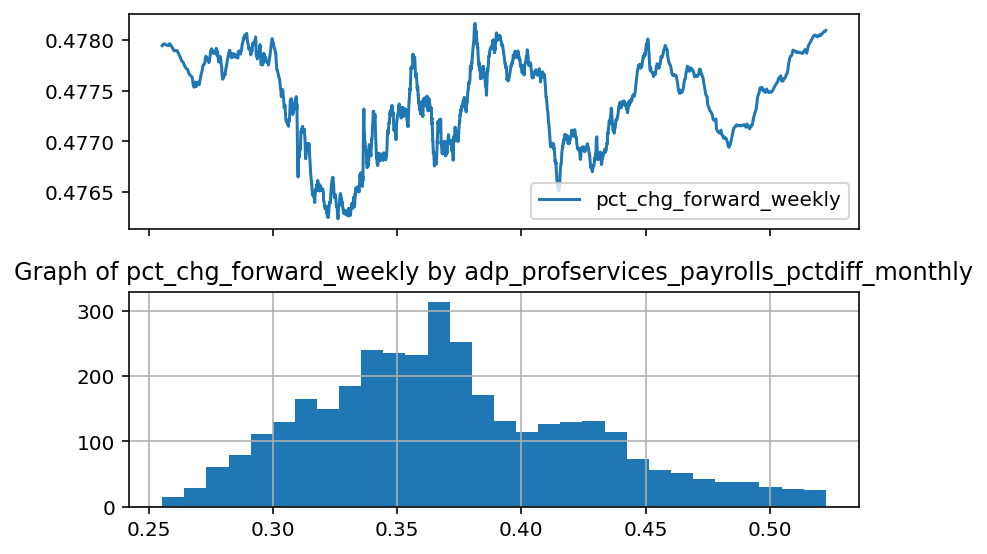 0.4780
0.4775
0.4770
0.4765
pct_chg_forward_weekly
Graph of pct_chg_forward_weekly by adp_profservices_payrolls_pctdiff_monthly
300
200
100
0
0.25 0.30 0.35 0.40 0.45 0.50